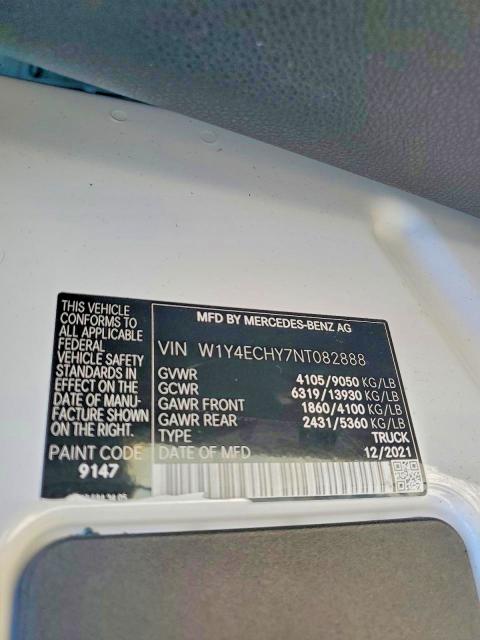 THIS VEHICLE
CONFORMS TO
ALL APPLICABLE
FEDERAL
VEHICLE SAFETY
STANDARDS IN
EFFECT ON THE
DATE OF MANU-
FACTURE SHOWN
ON THE RIGHT.
PAINT CODE
9147
MFD BY MERCEDES-BENZ AG
VIN W1Y4ECHY7NT082888
GVWR 4105/9050 KG/LB
GCWR 6319/13930 KG/LB
GAWR FRONT 1860/4100 KG/LB
GAWR REAR 2431/5360 KG/LB
TYPE TRUCK
DATE OF MFD 12/2021